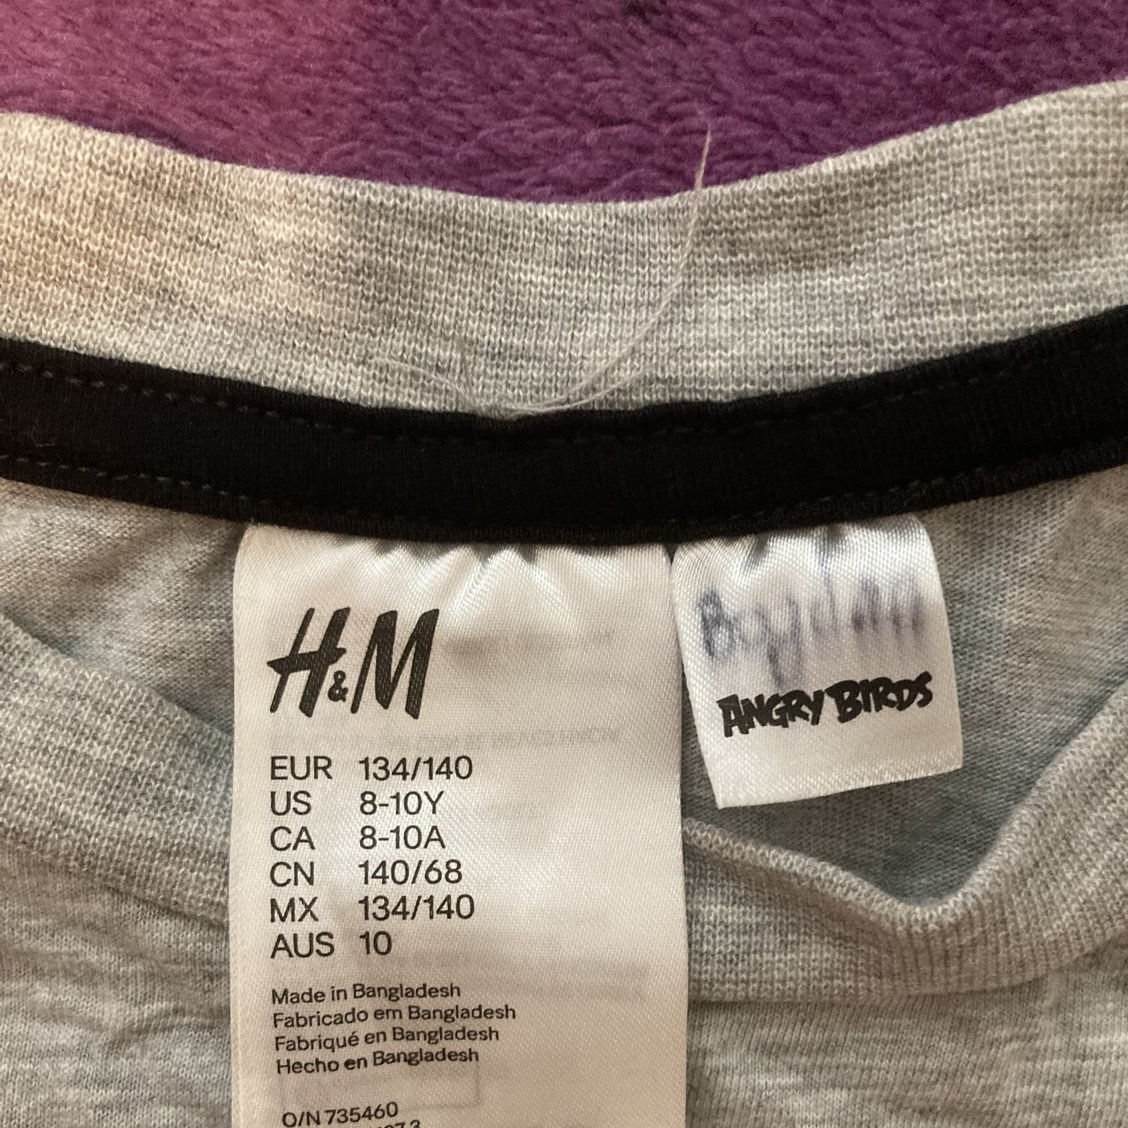 H&M
EUR 134/140
US 8-10Y
CA 8-10A
CN 140/68
MX 134/140
AUS 10
Made in Bangladesh
Fabricado em Bangladesh
Fabriqué en Bangladesh
Hecho en Bangladesh
O/N 735460
ANGRY BIRDS